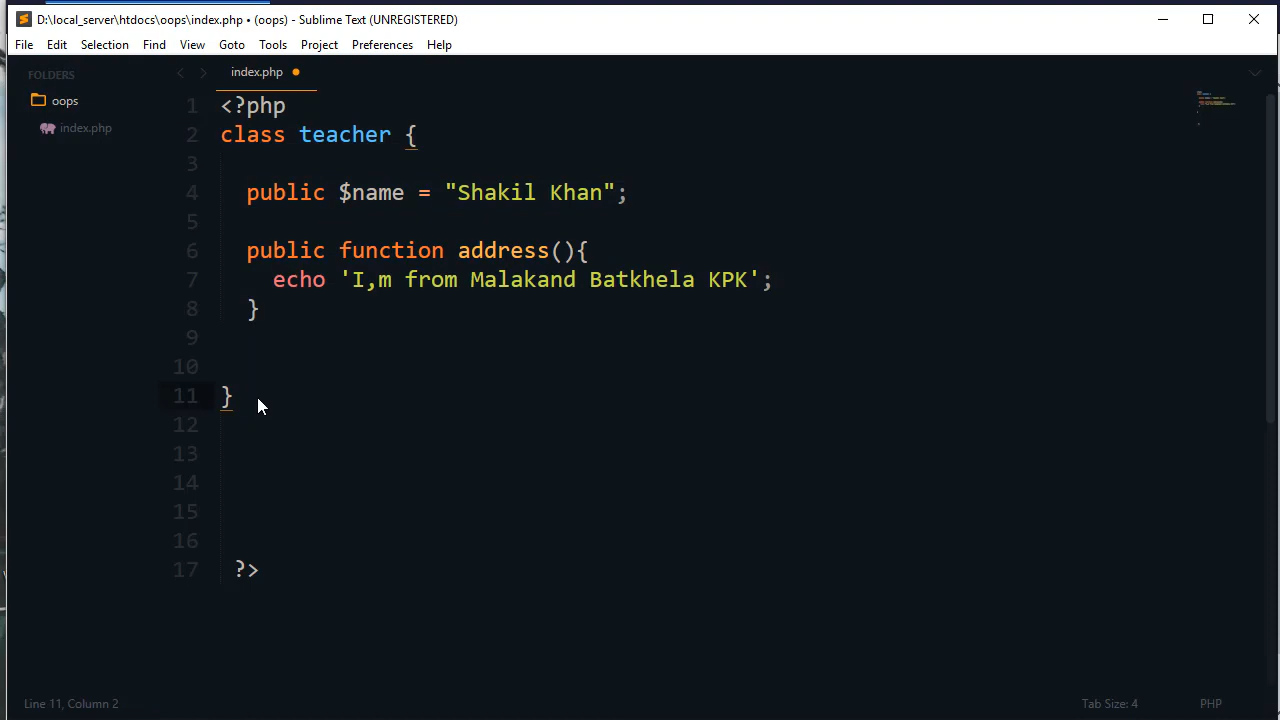 D:\local_server\htdocs\oops\index.php • (oops) - Sublime Text (UNREGISTERED)
File Edit Selection Find View Goto Tools Project Preferences Help
FOLDERS
oops
index.php
index.php
1 <?php
2 class teacher {
3
4 public $name = "Shakil Khan";
5
6 public function address(){
7 echo 'I,m from Malakand Batkhela KPK';
8 }
9
10
11 }
12
13
14
15
16
17 ?>
Line 11, Column 2
Tab Size: 4
PHP